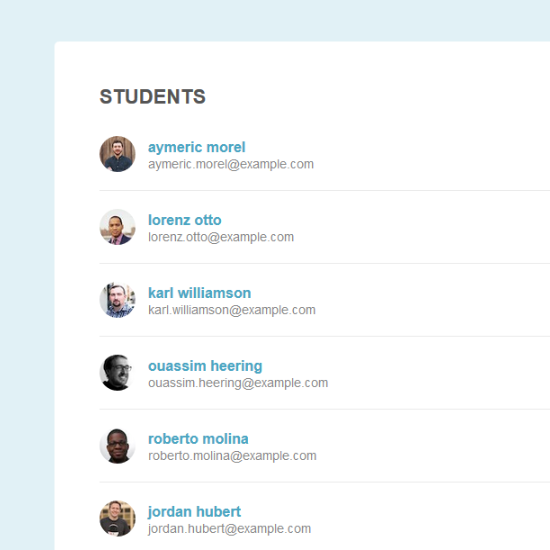 STUDENTS
aymeric morel
aymeric.morel@example.com
lorenz otto
lorenz.otto@example.com
karl williamson
karl.williamson@example.com
ouassim heering
ouassim.heering@example.com
roberto molina
roberto.molina@example.com
jordan hubert
jordan.hubert@example.com